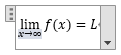 lim f(x) = L
x→∞